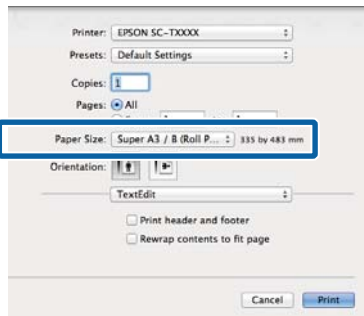 Printer: EPSON SC-TXXXX
Presets: Default Settings
Copies: 1
Pages: All
Paper Size: Super A3 / B (Roll P... 335 by 483 mm
Orientation:
TextEdit
Print header and footer
Rewrap contents to fit page
Cancel Print